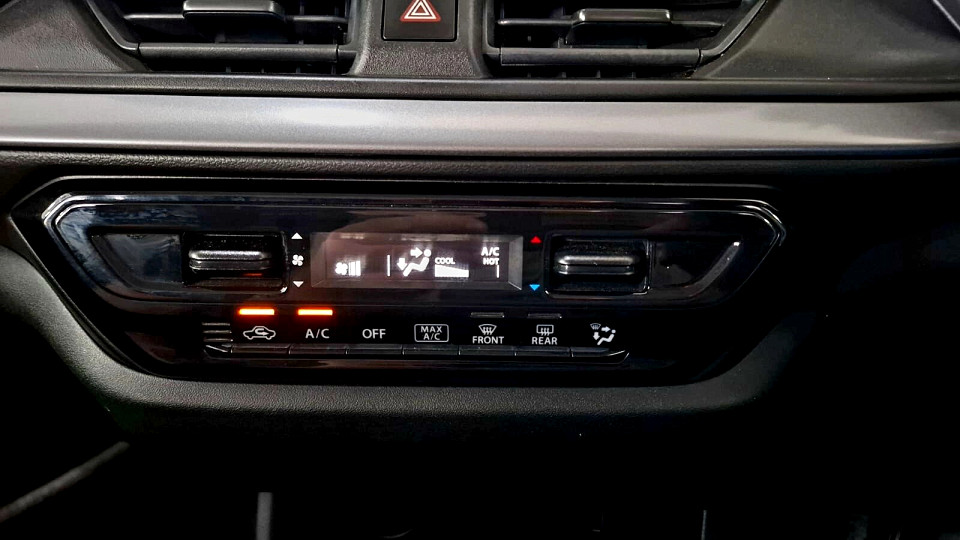 A/C
COOL
HOT
A/C
OFF
MAX
A/C
FRONT
REAR